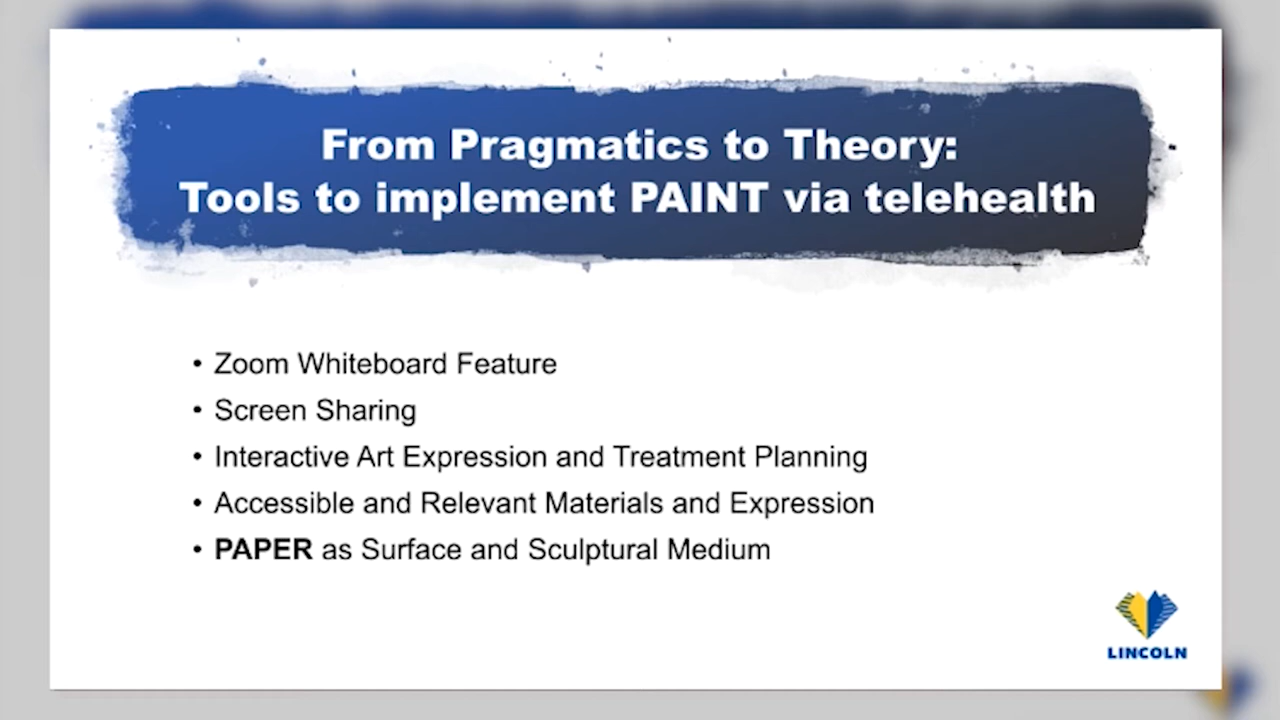 From Pragmatics to Theory:
Tools to implement PAINT via telehealth
• Zoom Whiteboard Feature
• Screen Sharing
• Interactive Art Expression and Treatment Planning
• Accessible and Relevant Materials and Expression
• PAPER as Surface and Sculptural Medium
LINCOLN